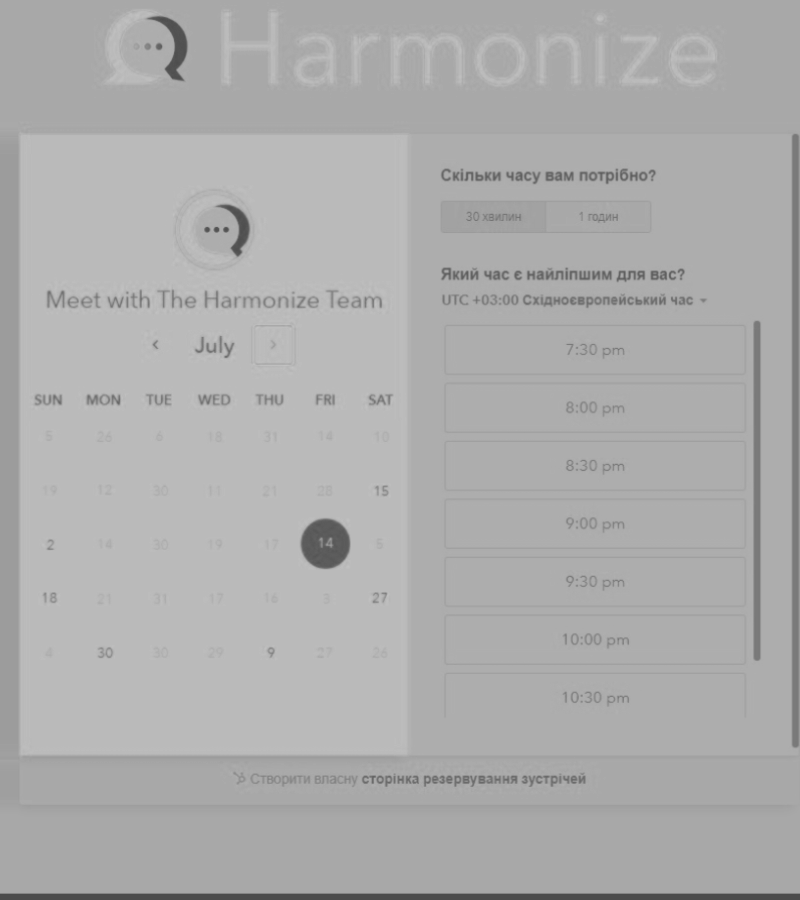 Harmonize
Meet with The Harmonize Team
July
SUN MON TUE WED THU FRI SAT
5 26 6 18 31 14 10
19 12 30 11 21 28 15
2 14 30 19 17 14 5
18 21 31 17 16 3 27
4 30 30 29 9 27 26
Скільки часу вам потрібно?
30 хвилин 1 годин
Який час є найліпшим для вас?
UTC +03:00 Східноєвропейський час
7:30 pm
8:00 pm
8:30 pm
9:00 pm
9:30 pm
10:00 pm
10:30 pm
Створити власну сторінка резервування зустрічей